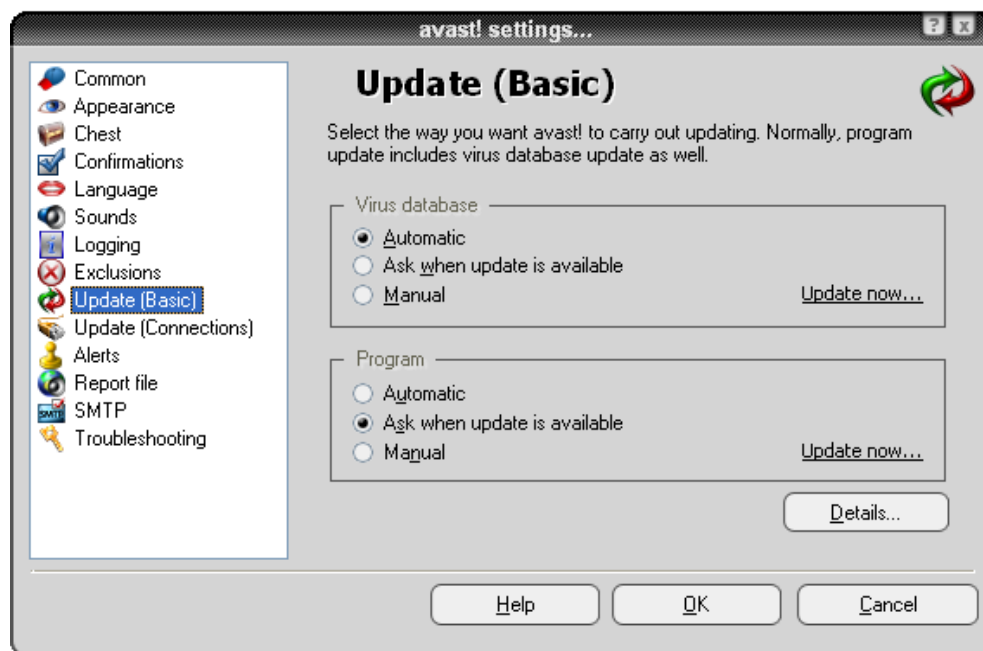 avast! settings...
? x
Common
Appearance
Chest
Confirmations
Language
Sounds
Logging
Exclusions
Update (Basic)
Update (Connections)
Alerts
Report file
SMTP
SMTP
Troubleshooting
Update (Basic)
Select the way you want avast! to carry out updating. Normally, program
update includes virus database update as well.
Virus database
Automatic
Ask when update is available
Manual
Update now...
Program
Automatic
Ask when update is available
Manual
Update now...
Details...
Help
OK
Cancel